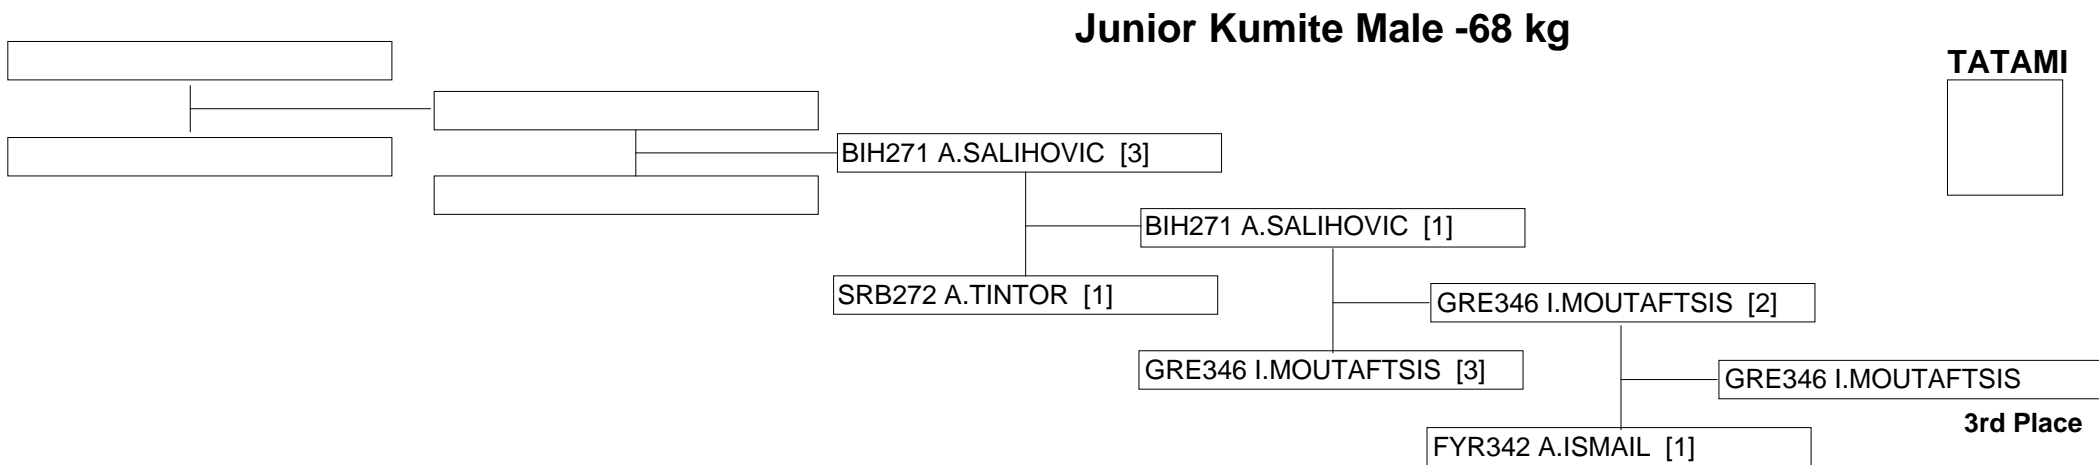 Junior Kumite Male -68 kg
TATAMI
BIH271 A.SALIHOVIC [3]
BIH271 A.SALIHOVIC [1]
SRB272 A.TINTOR [1]
GRE346 I.MOUTAFTSIS [2]
GRE346 I.MOUTAFTSIS [3]
GRE346 I.MOUTAFTSIS
3rd Place
FYR342 A.ISMAIL [1]